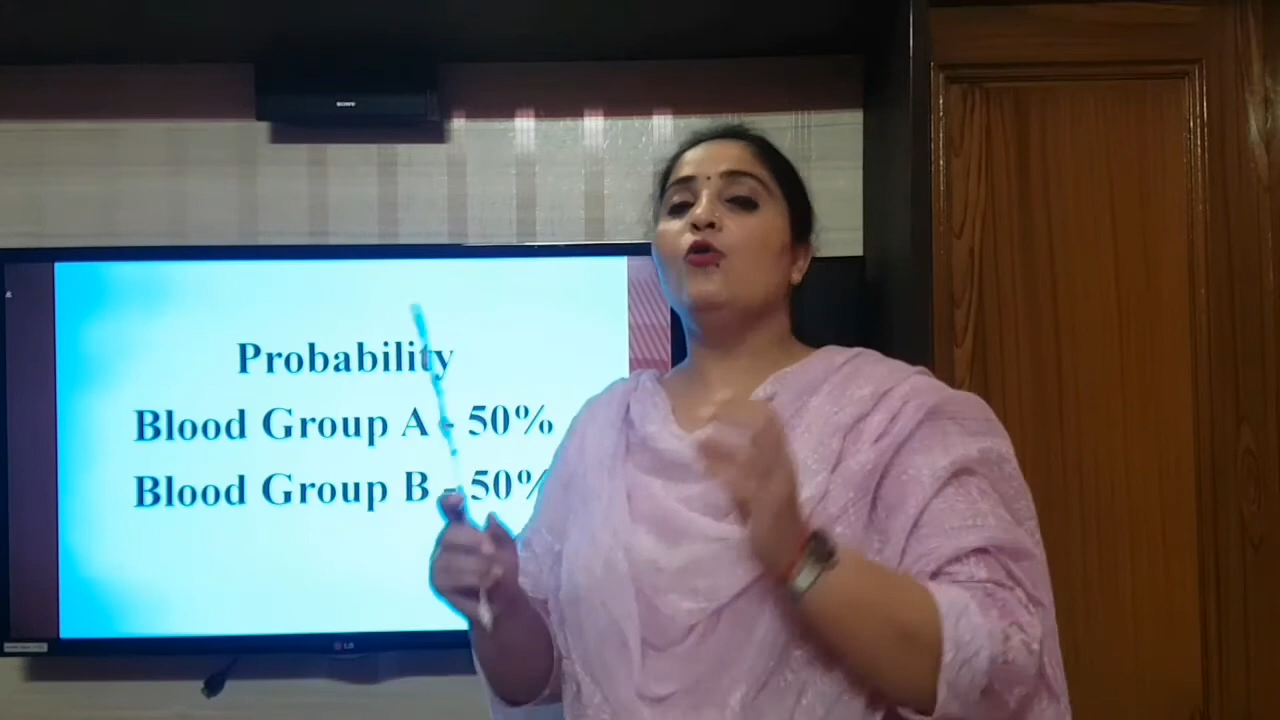 SONY
Probability
Blood Group A - 50%
Blood Group B - 50%
LG